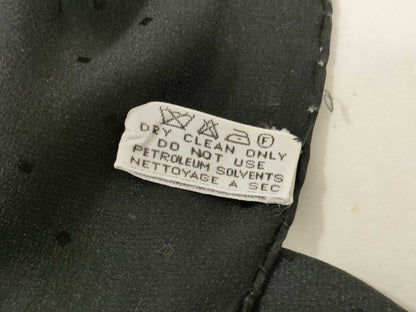 F
DRY CLEAN ONLY
DO NOT USE
PETROLEUM SOLVENTS
NETTOYAGE A SEC